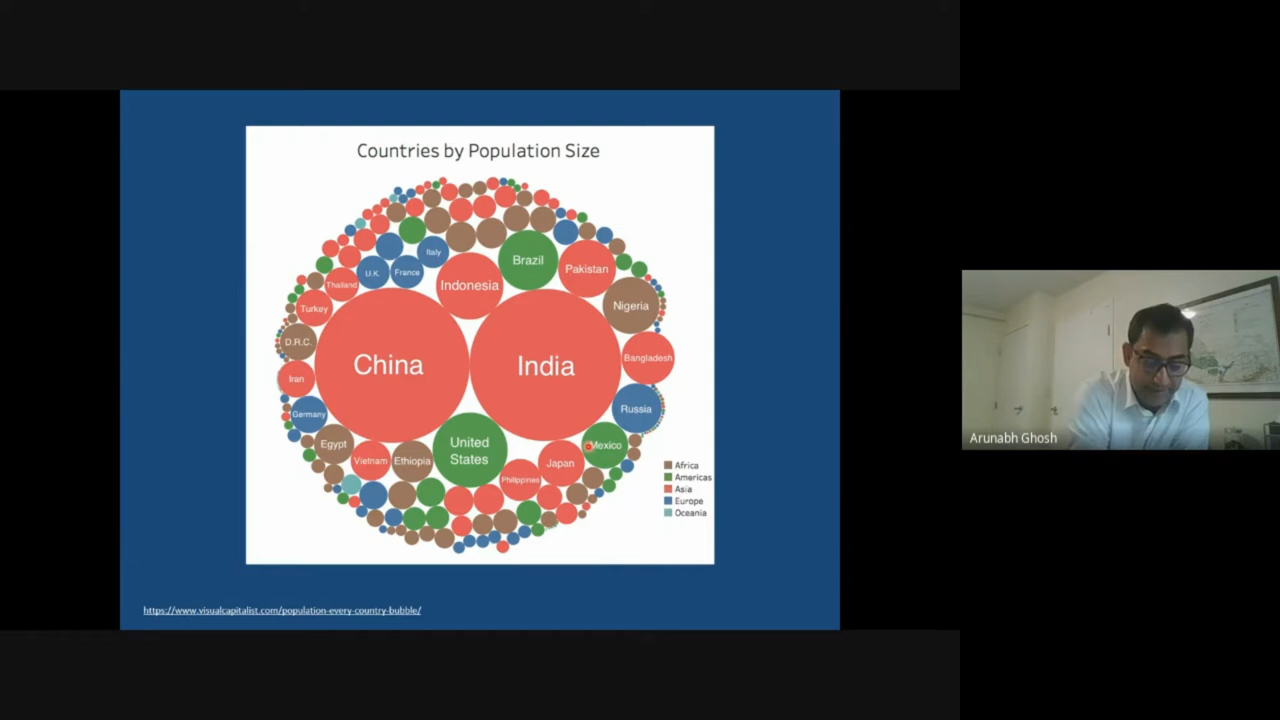 Countries by Population Size
Italy
U.K.
France
Brazil
Pakistan
Thailand
Indonesia
Turkey
Nigeria
D.R.C.
China
India
Bangladesh
Iran
Germany
Russia
Egypt
United
States
Mexico
Vietnam
Ethiopia
Japan
Philippines
Africa
Americas
Asia
Europe
Oceania
https://www.visualcapitalist.com/population-every-country-bubble/
Arunabh Ghosh